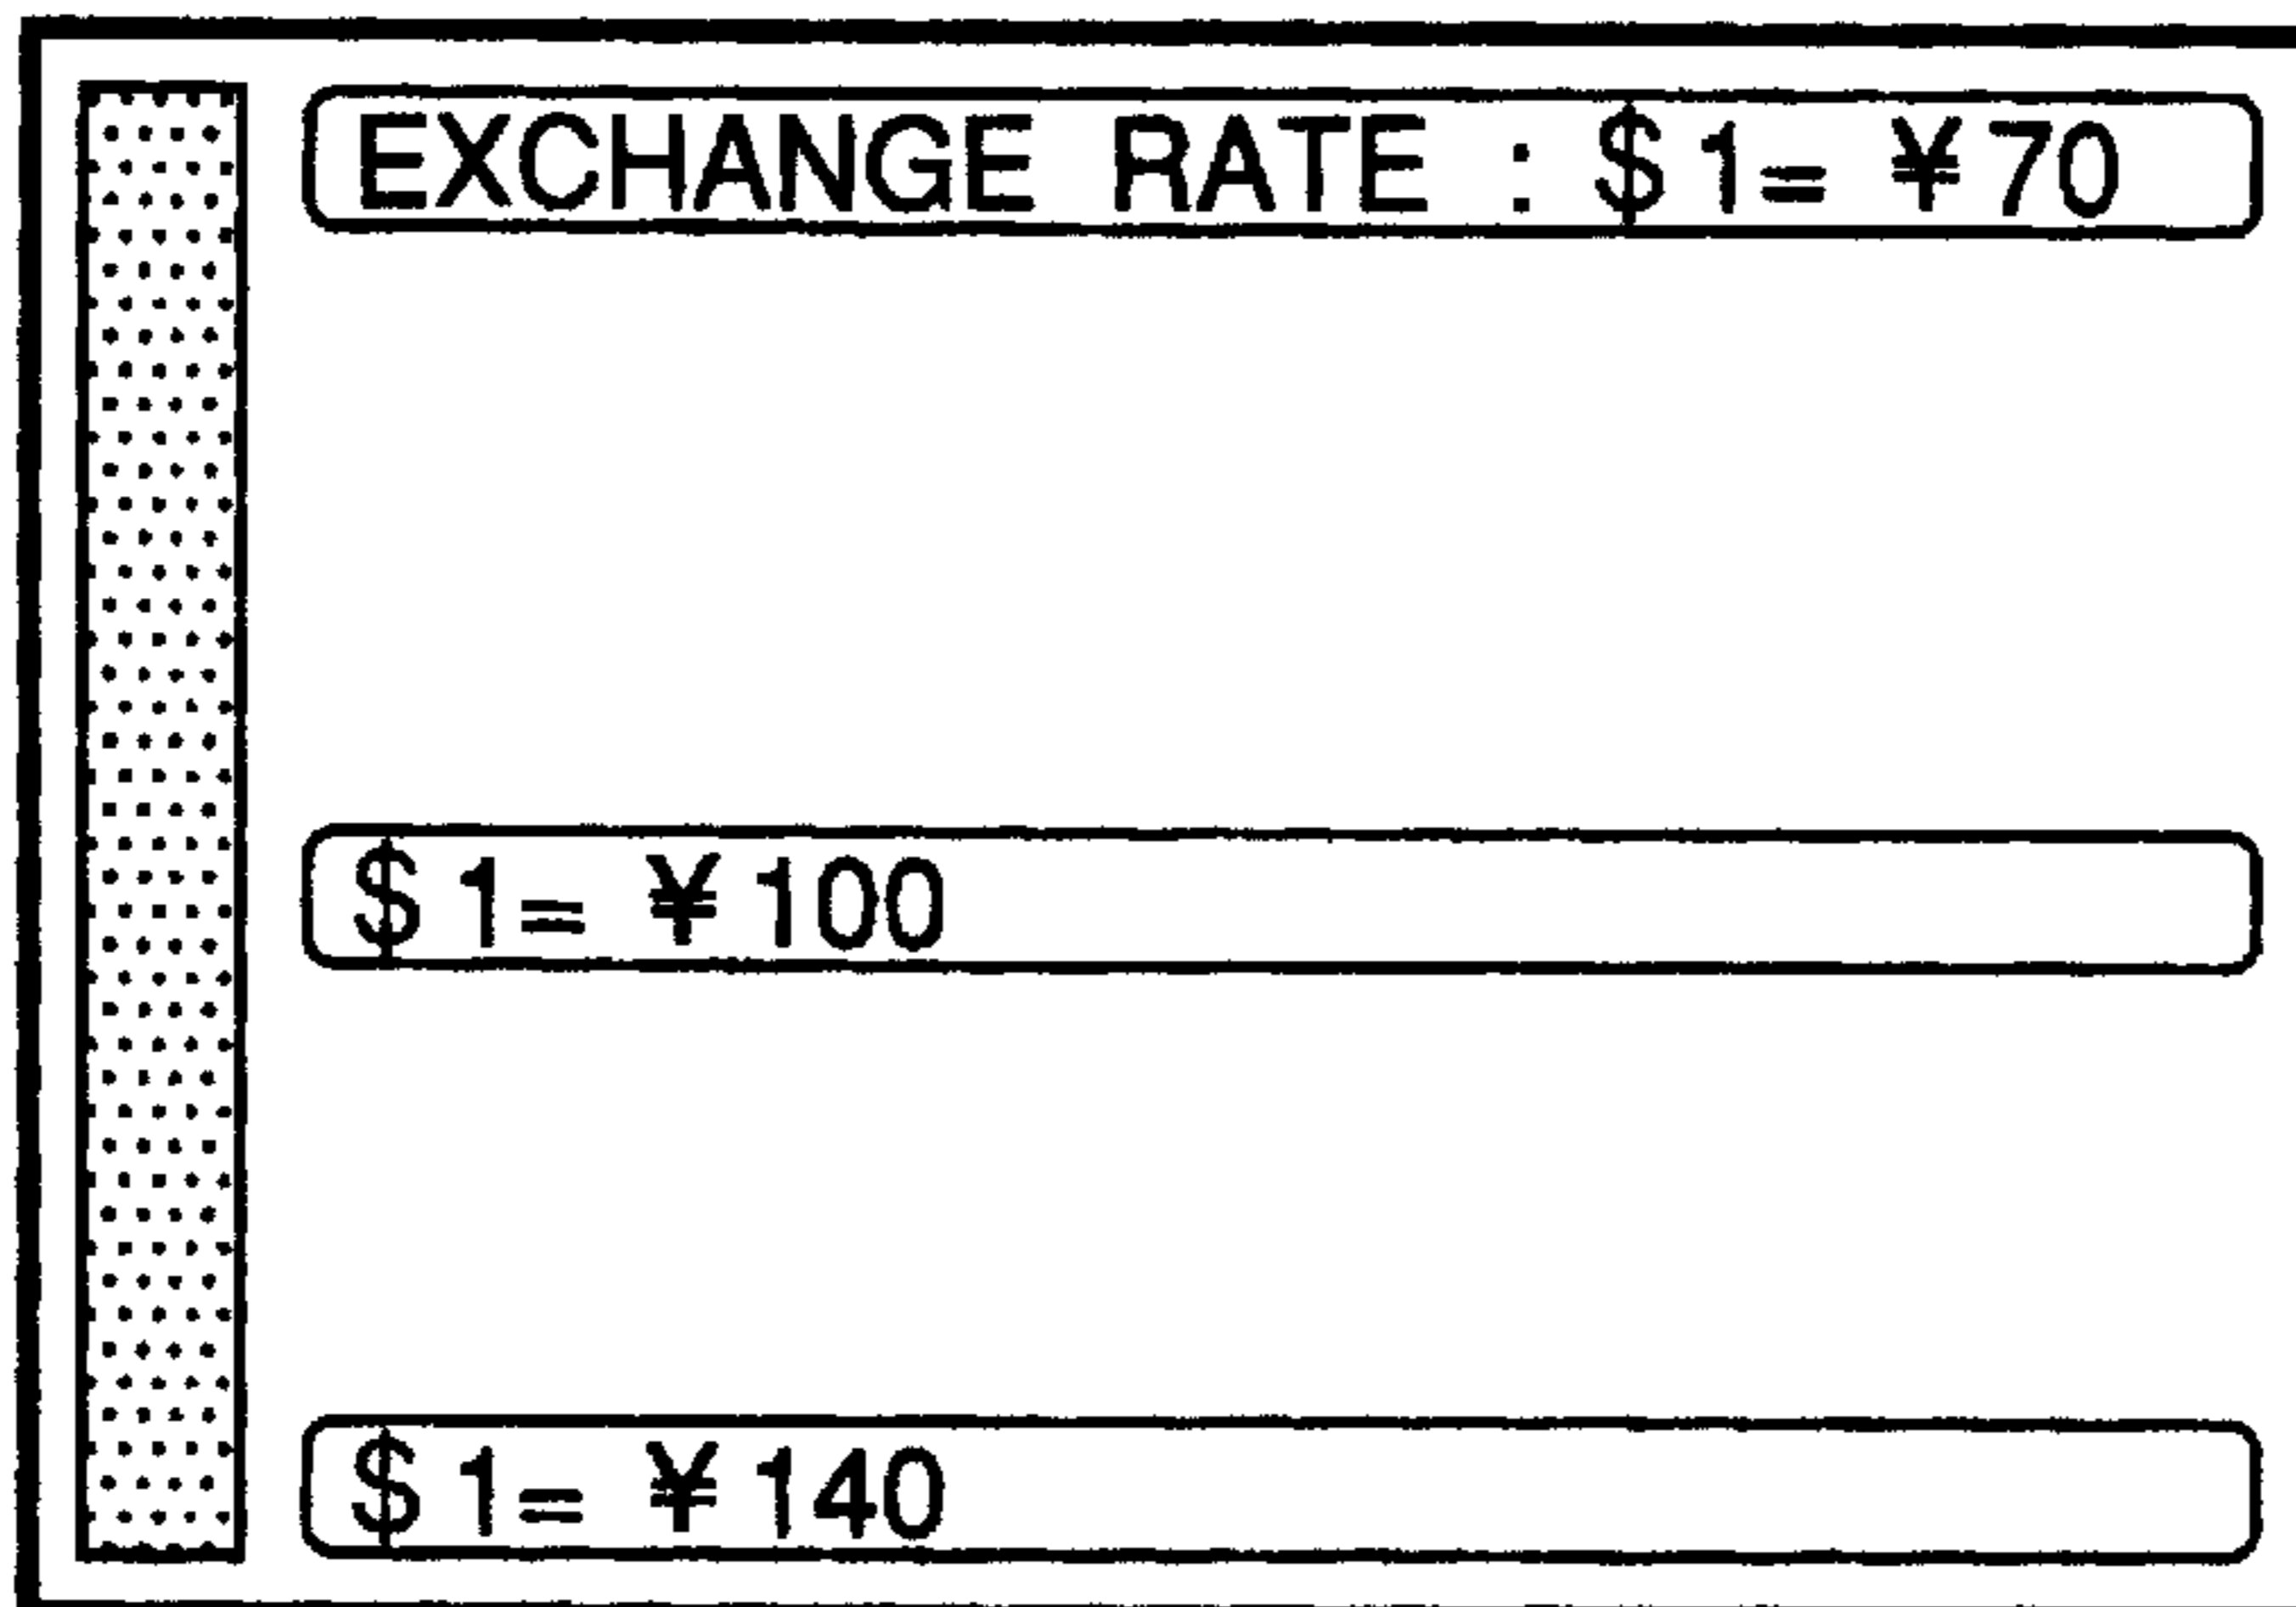 EXCHANGE RATE : $ 1= ¥70
$ 1= ¥ 100
$ 1= ¥ 140